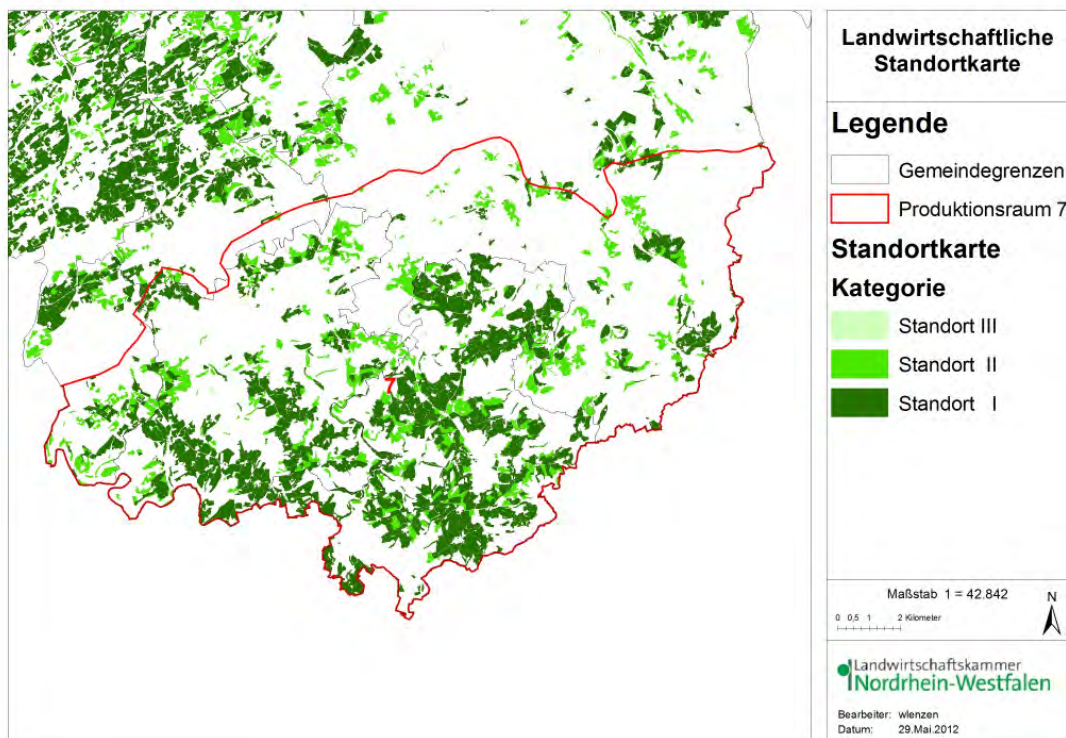 Landwirtschaftliche
Standortkarte
Legende
Gemeindegrenzen
Produktionsraum 7
Standortkarte
Kategorie
Standort III
Standort II
Standort I
7
Maßstab 1 = 42.842
N
0 0,5 1 2 Kilometer
Landwirtschaftskammer
Nordrhein-Westfalen
Bearbeiter: wlenzen
Datum: 29.Mai.2012